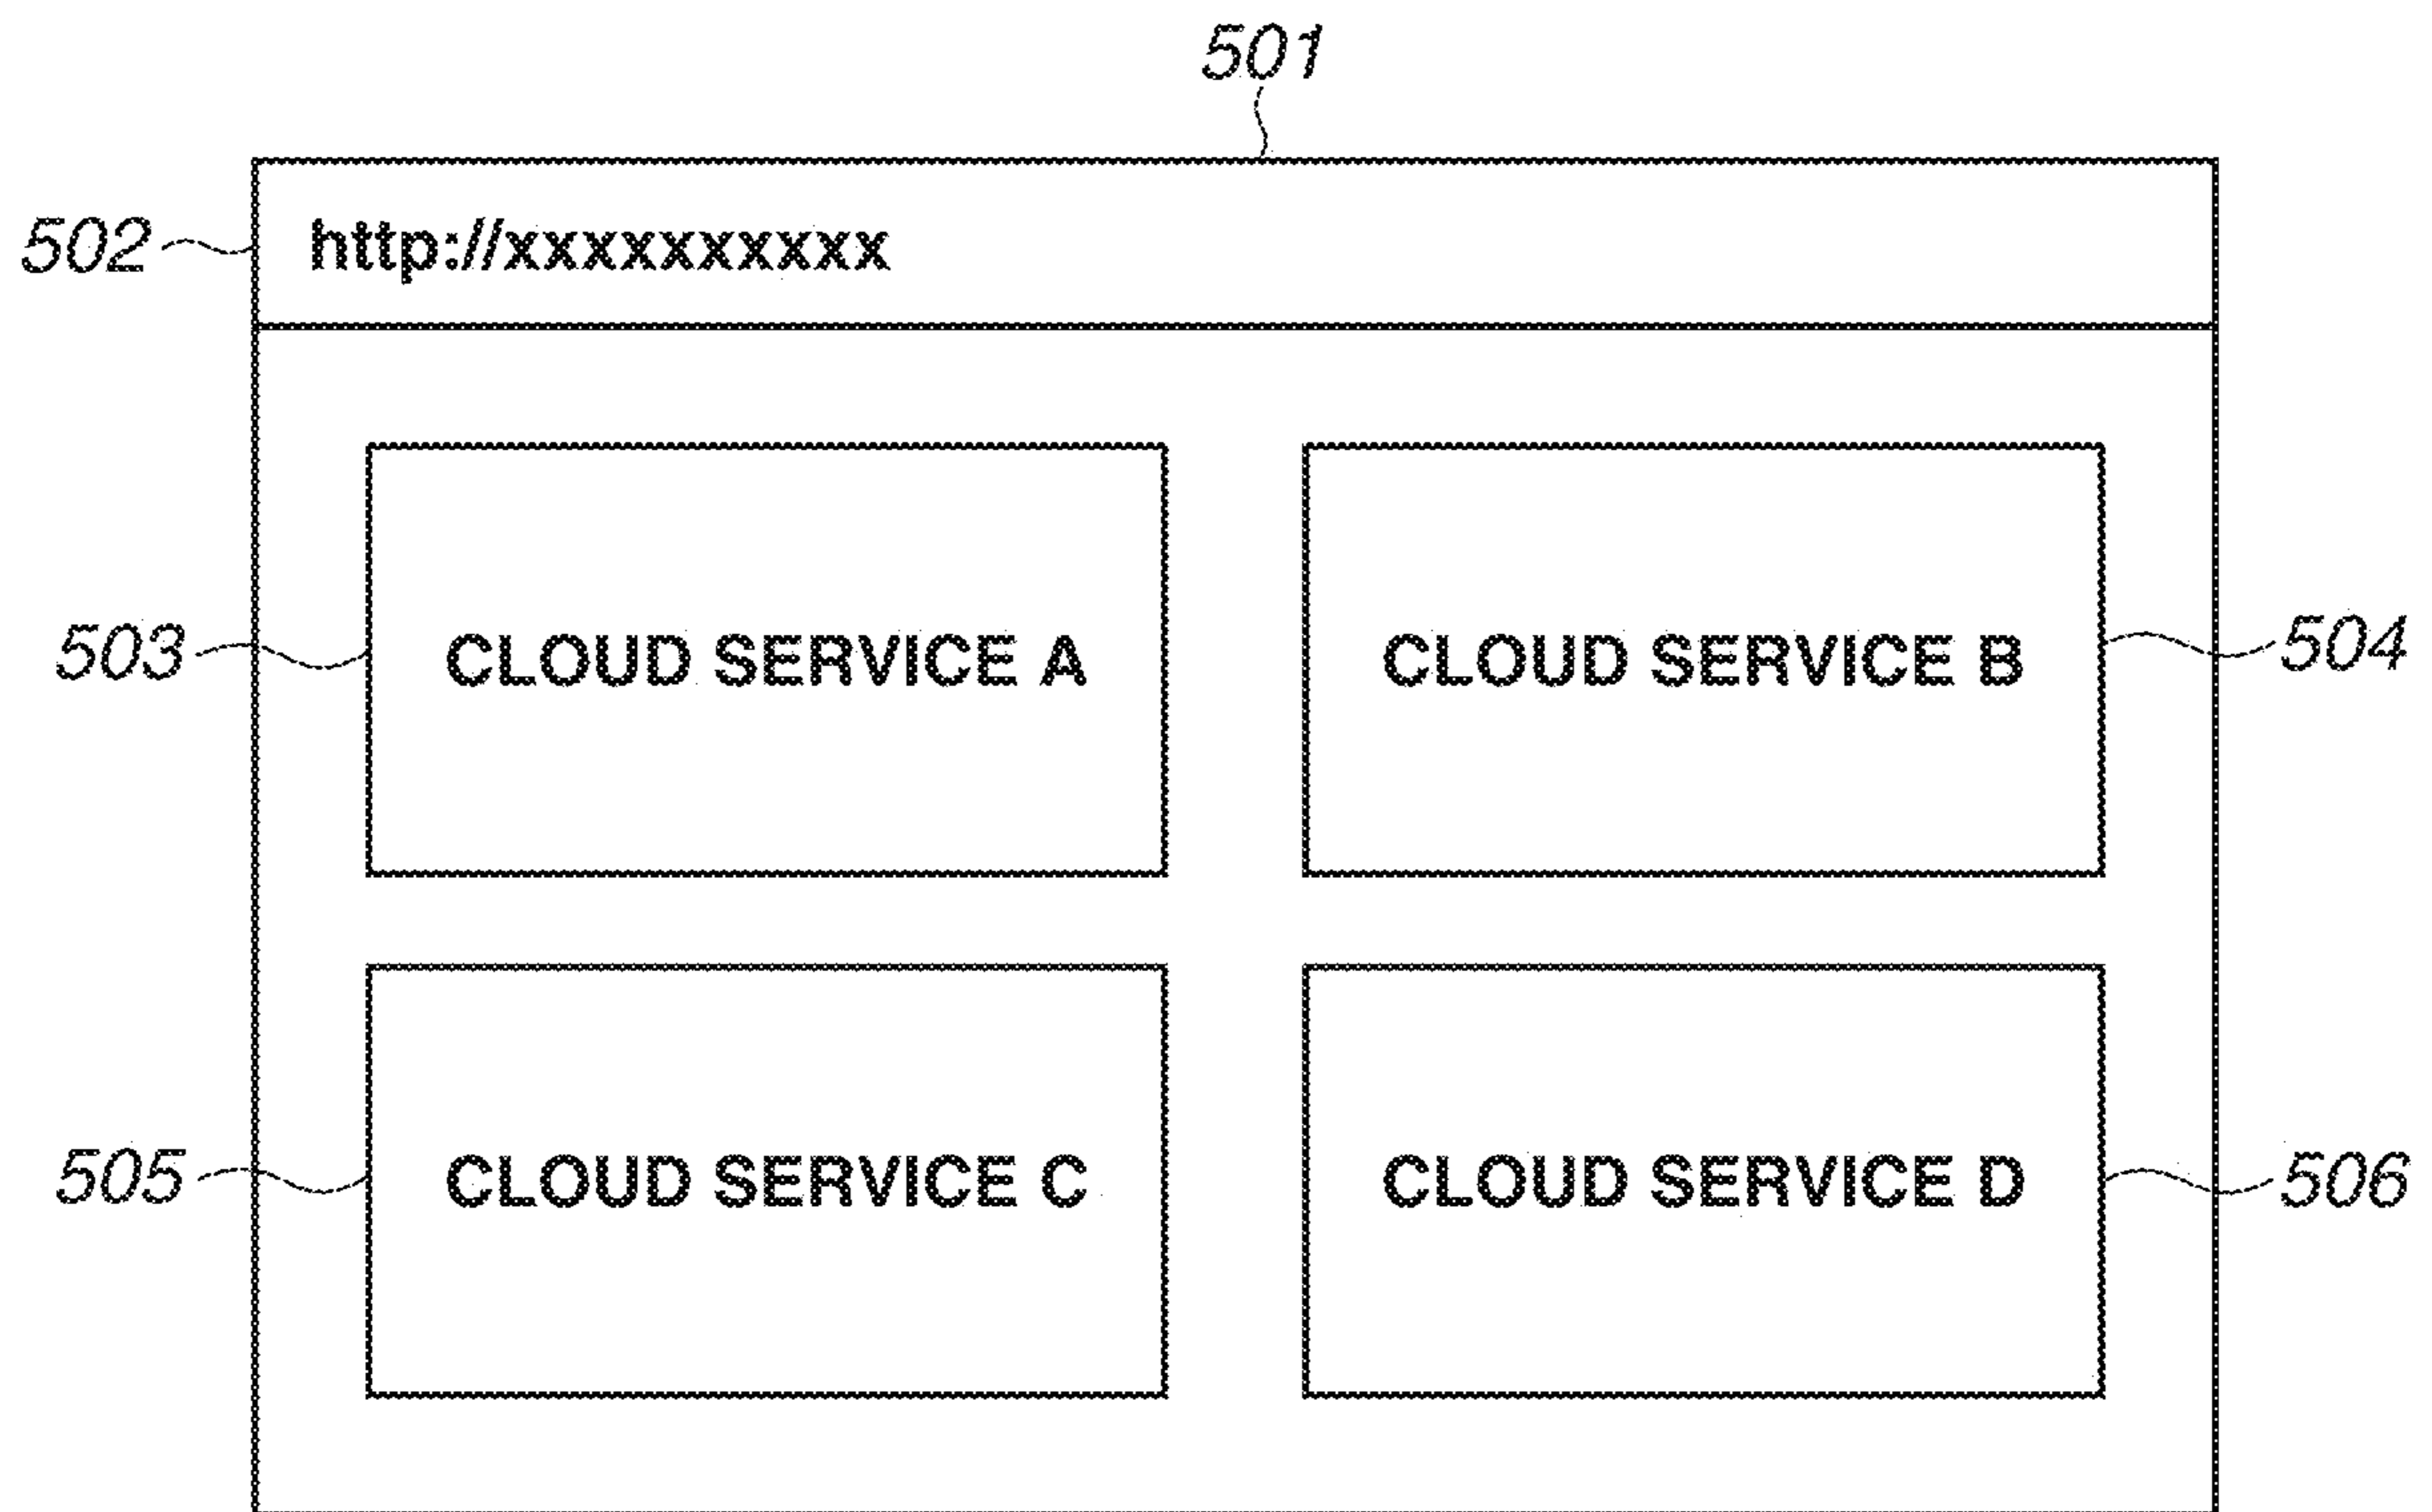 501
502 http://xxxxxxxxxx
503 CLOUD SERVICE A CLOUD SERVICE B 504
505 CLOUD SERVICE C CLOUD SERVICE D 506